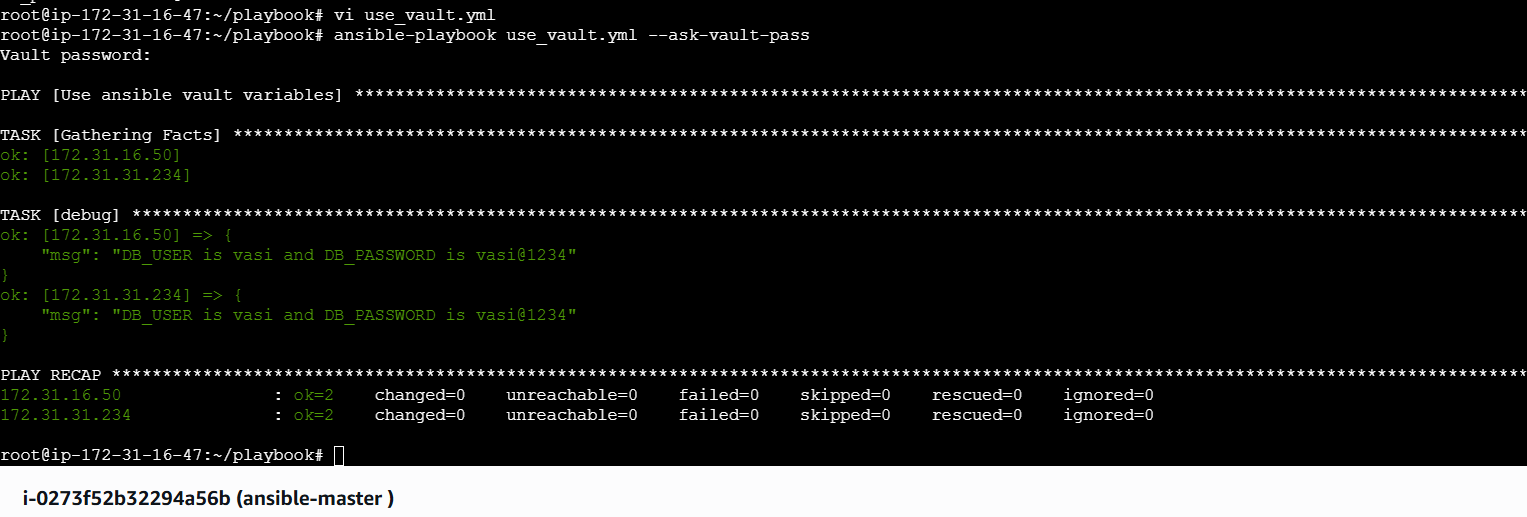 root@ip-172-31-16-47:~/playbook# vi use_vault.yml
root@ip-172-31-16-47:~/playbook# ansible-playbook use_vault.yml --ask-vault-pass
Vault password:
PLAY [Use ansible vault variables] *********************************************************************************************************************
TASK [Gathering Facts] *********************************************************************************************************************************
ok: [172.31.16.50]
ok: [172.31.31.234]
TASK [debug] *******************************************************************************************************************************************
ok: [172.31.16.50] => {
    "msg": "DB_USER is vasi and DB_PASSWORD is vasi@1234"
}
ok: [172.31.31.234] => {
    "msg": "DB_USER is vasi and DB_PASSWORD is vasi@1234"
}
PLAY RECAP *********************************************************************************************************************************************
172.31.16.50               : ok=2    changed=0    unreachable=0    failed=0    skipped=0    rescued=0    ignored=0
172.31.31.234              : ok=2    changed=0    unreachable=0    failed=0    skipped=0    rescued=0    ignored=0
root@ip-172-31-16-47:~/playbook#
i-0273f52b32294a56b (ansible-master )